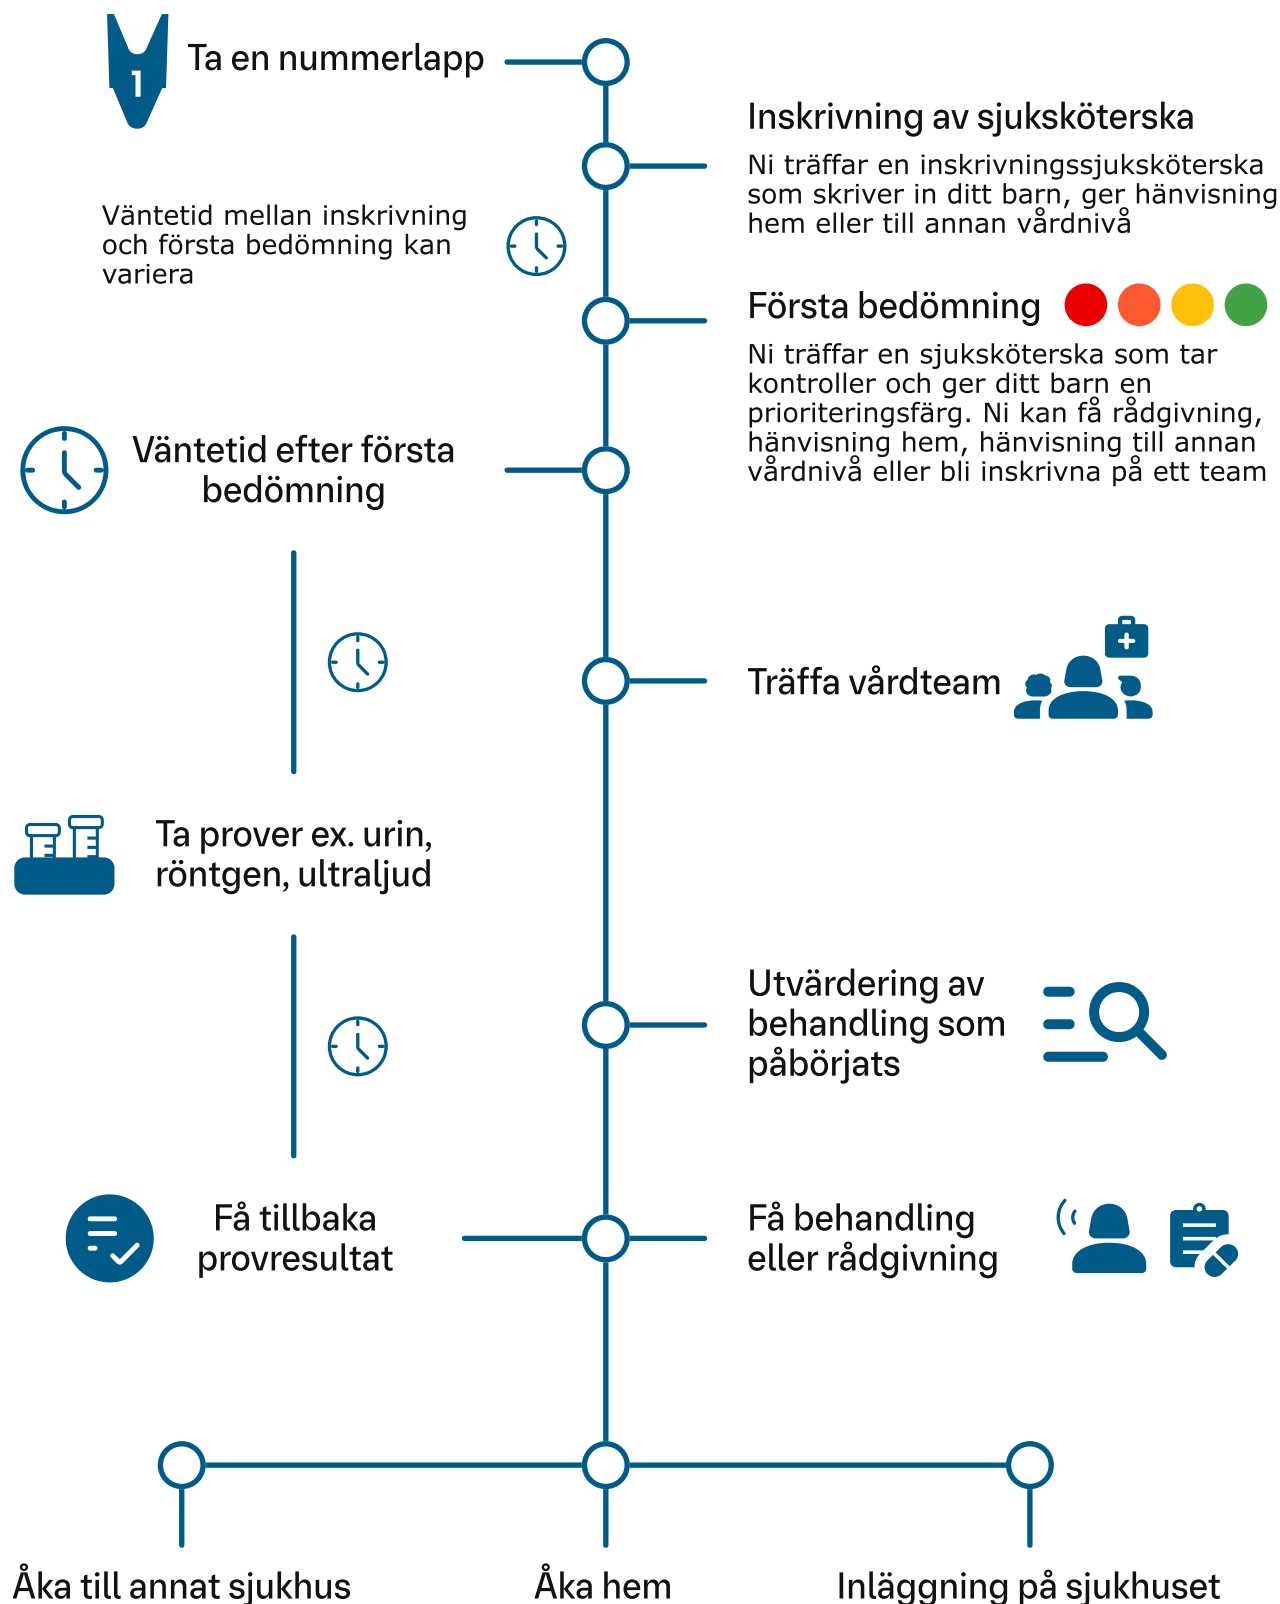 1
Ta en nummerlapp
Inskrivning av sjuksköterska
Ni träffar en inskrivningssjuksköterska
som skriver in ditt barn, ger hänvisning
hem eller till annan vårdnivå
Väntetid mellan inskrivning
och första bedömning kan
variera
Första bedömning
Ni träffar en sjuksköterska som tar
kontroller och ger ditt barn en
prioriteringsfärg. Ni kan få rådgivning,
hänvisning hem, hänvisning till annan
vårdnivå eller bli inskrivna på ett team
Väntetid efter första
bedömning
Träffa vårdteam
Ta prover ex. urin,
röntgen, ultraljud
Utvärdering av
behandling som
påbörjats
Få tillbaka
provresultat
Få behandling
eller rådgivning
Åka till annat sjukhus
Åka hem
Inläggning på sjukhuset